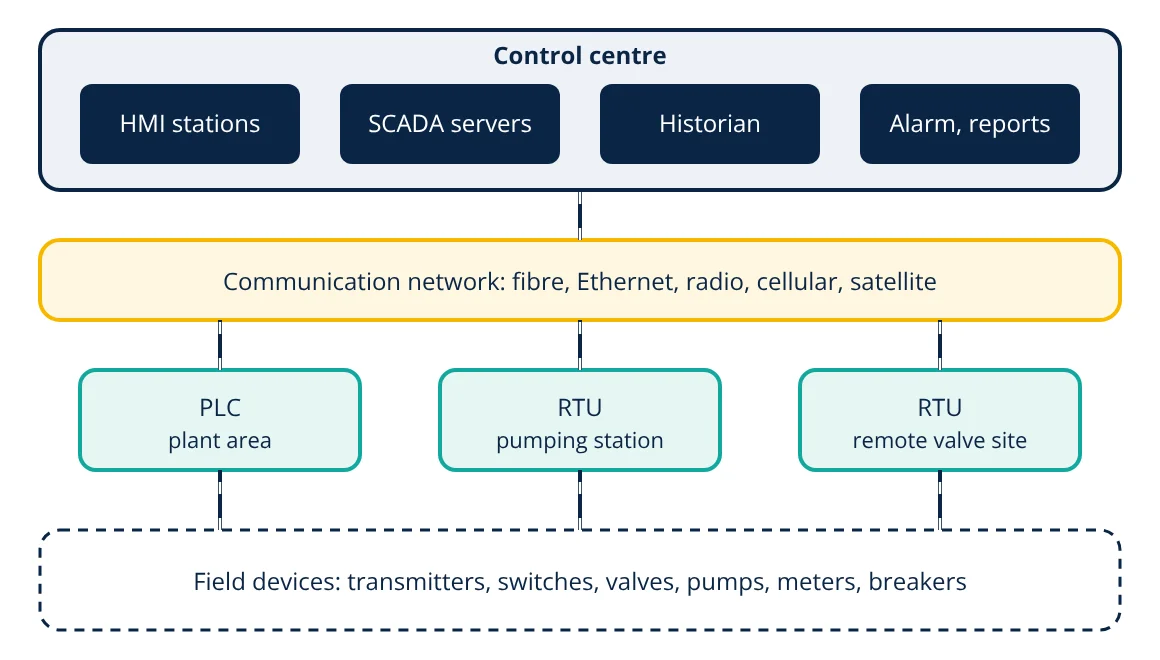 Control centre
HMI stations
SCADA servers
Historian
Alarm, reports
Communication network: fibre, Ethernet, radio, cellular, satellite
PLC
plant area
RTU
pumping station
RTU
remote valve site
Field devices: transmitters, switches, valves, pumps, meters, breakers